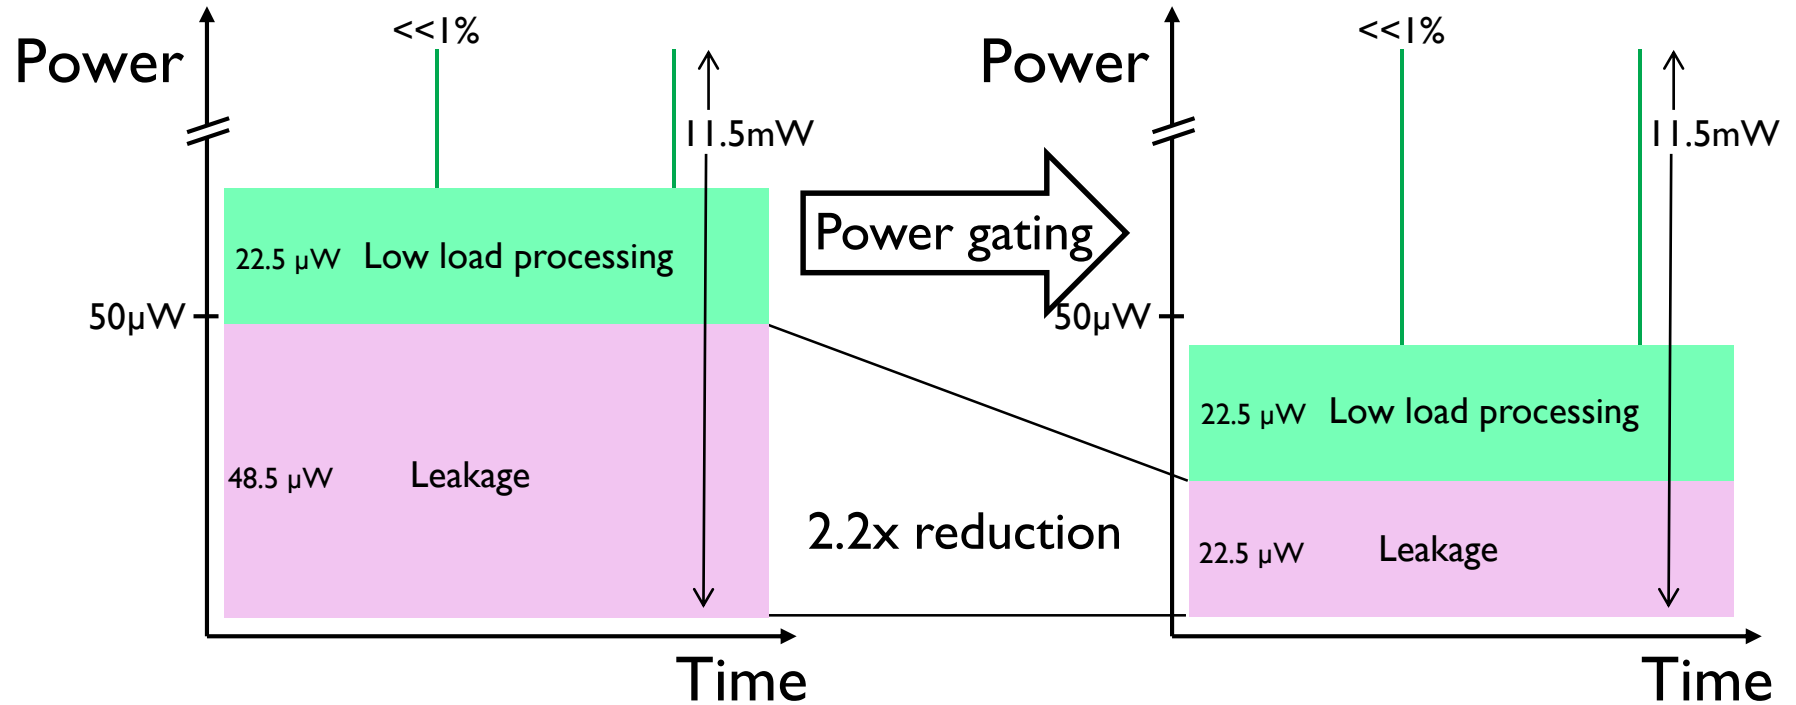 Power
<<1%
11.5mW
22.5 µW Low load processing
50µW
48.5 µW Leakage
Time
Power gating
2.2x reduction
Power
<<1%
11.5mW
50µW
22.5 µW Low load processing
22.5 µW Leakage
Time